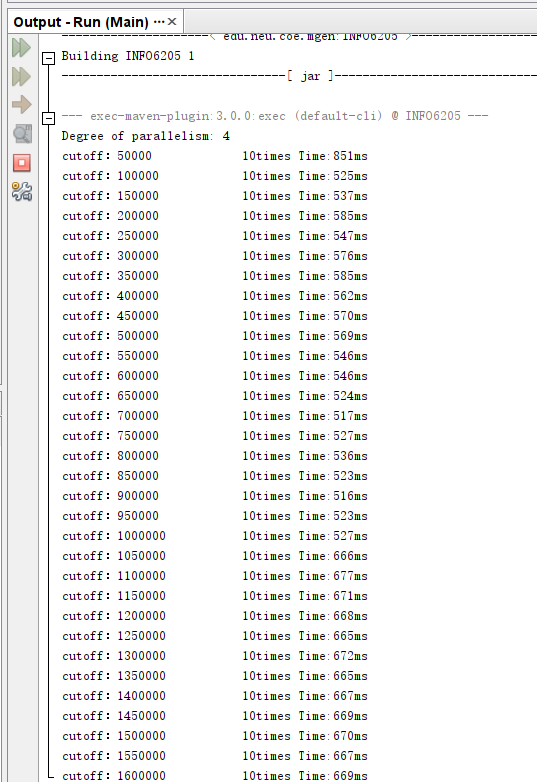 Output - Run (Main) ...
< edu.neu.coe.mgen:INFO6205 >
Building INFO6205 1
[ jar ]
--- exec-maven-plugin:3.0.0:exec (default-cli) @ INFO6205 ---
Degree of parallelism: 4
cutoff: 50000 10times Time:851ms
cutoff: 100000 10times Time:525ms
cutoff: 150000 10times Time:537ms
cutoff: 200000 10times Time:585ms
cutoff: 250000 10times Time:547ms
cutoff: 300000 10times Time:576ms
cutoff: 350000 10times Time:585ms
cutoff: 400000 10times Time:562ms
cutoff: 450000 10times Time:570ms
cutoff: 500000 10times Time:569ms
cutoff: 550000 10times Time:546ms
cutoff: 600000 10times Time:546ms
cutoff: 650000 10times Time:524ms
cutoff: 700000 10times Time:517ms
cutoff: 750000 10times Time:527ms
cutoff: 800000 10times Time:536ms
cutoff: 850000 10times Time:523ms
cutoff: 900000 10times Time:516ms
cutoff: 950000 10times Time:523ms
cutoff: 1000000 10times Time:527ms
cutoff: 1050000 10times Time:666ms
cutoff: 1100000 10times Time:677ms
cutoff: 1150000 10times Time:671ms
cutoff: 1200000 10times Time:668ms
cutoff: 1250000 10times Time:665ms
cutoff: 1300000 10times Time:672ms
cutoff: 1350000 10times Time:665ms
cutoff: 1400000 10times Time:667ms
cutoff: 1450000 10times Time:669ms
cutoff: 1500000 10times Time:670ms
cutoff: 1550000 10times Time:667ms
cutoff: 1600000 10times Time:669ms